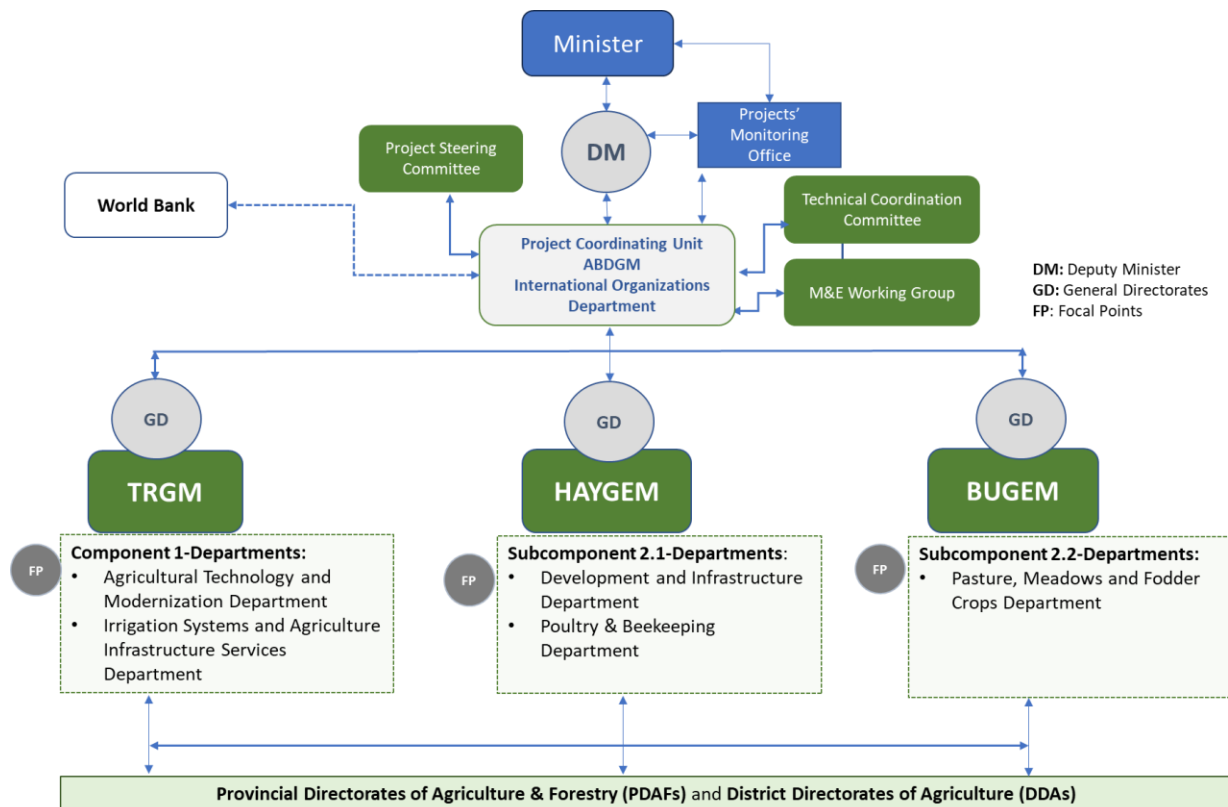 Minister
Projects'
Monitoring
Office
DM
Project Steering
Committee
World Bank
Technical Coordination
Committee
Project Coordinating Unit
ABDGM
International Organizations
Department
M&E Working Group
DM: Deputy Minister
GD: General Directorates
FP: Focal Points
GD
TRGM
GD
HAYGEM
GD
BUGEM
FP
Component 1-Departments:
• Agricultural Technology and
Modernization Department
• Irrigation Systems and Agriculture
Infrastructure Services
Department
FP
Subcomponent 2.1-Departments:
• Development and Infrastructure
Department
• Poultry & Beekeeping
Department
FP
Subcomponent 2.2-Departments:
• Pasture, Meadows and Fodder
Crops Department
Provincial Directorates of Agriculture & Forestry (PDAFs) and District Directorates of Agriculture (DDAs)